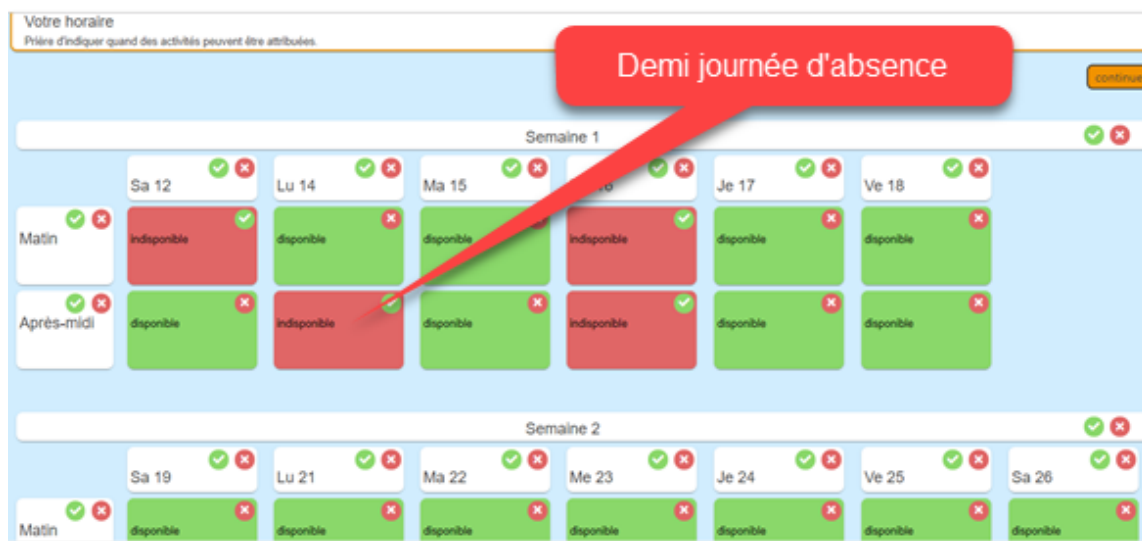 Votre horaire
Prière d'indiquer quand des activités peuvent être attribuées.
Demi journée d'absence
continue
Semaine 1
Sa 12 Lu 14 Ma 15 16 Je 17 Ve 18
Matin indisponible disponible disponible indisponible disponible disponible
Après-midi disponible indisponible disponible indisponible disponible disponible
Semaine 2
Sa 19 Lu 21 Ma 22 Me 23 Je 24 Ve 25 Sa 26
Matin disponible disponible disponible disponible disponible disponible disponible